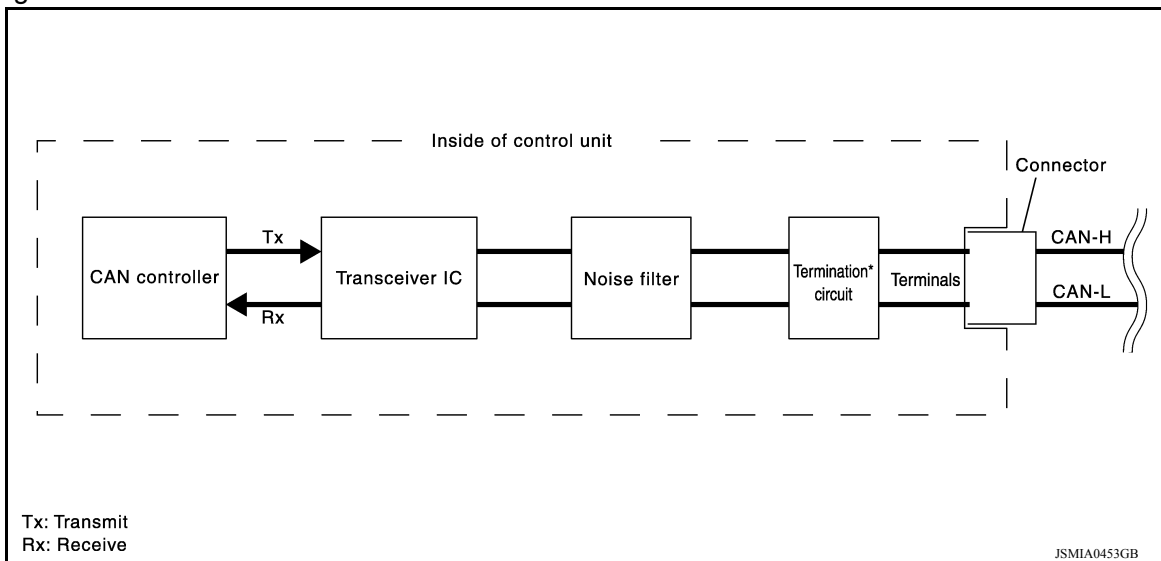 Inside of control unit
Connector
CAN controller
Tx
Rx
Transceiver IC
Noise filter
Termination*
circuit
Terminals
CAN-H
CAN-L
Tx: Transmit
Rx: Receive
JSMIA0453GB